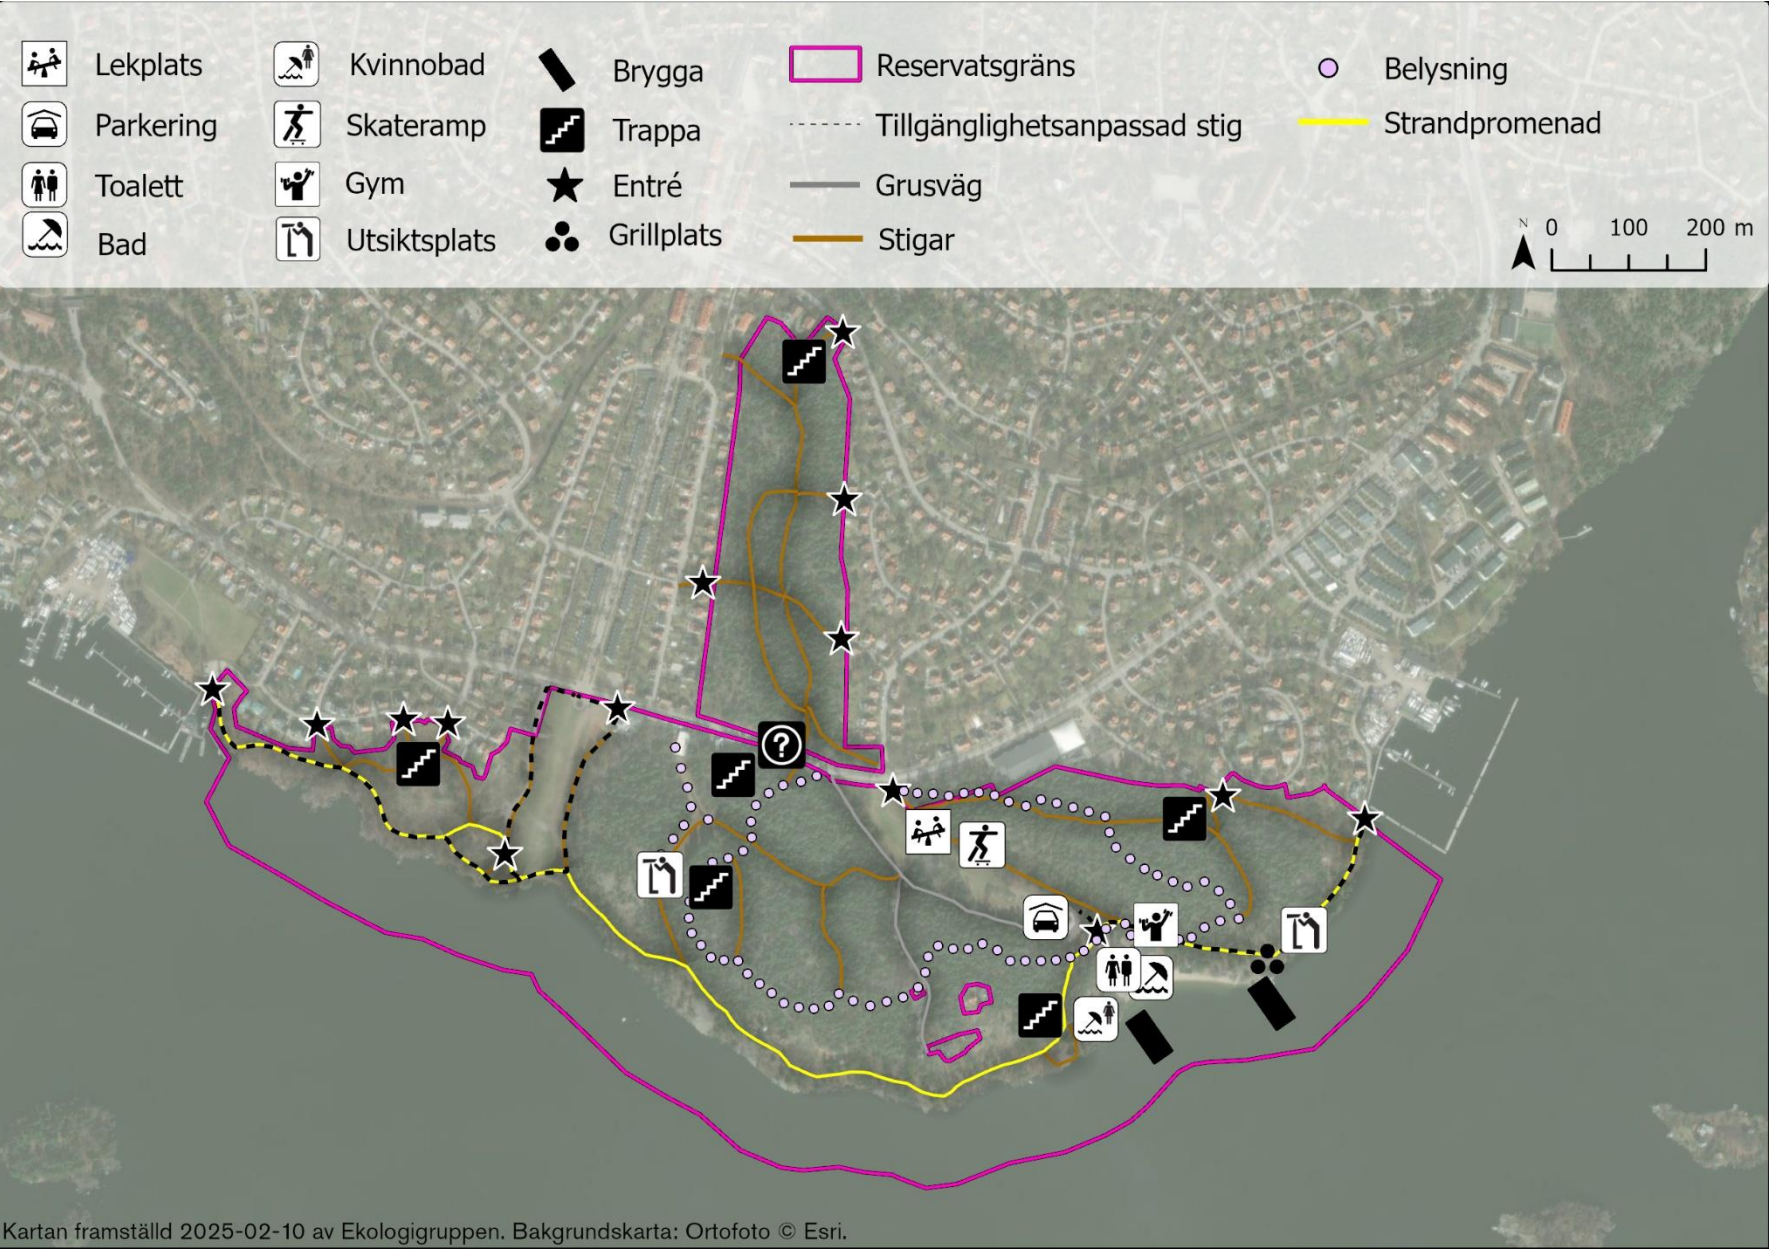 Lekplats
Parkering
Toalett
Bad
Kvinnobad
Skateramp
Gym
Utsiktsplats
Brygga
Trappa
Entré
Grillplats
Reservatsgräns
Tillgänglighetsanpassad stig
Grusväg
Stigar
Belysning
Strandpromenad
N
0 100 200 m
?
Kartan framställd 2025-02-10 av Ekologigruppen. Bakgrundskarta: Ortofoto © Esri.